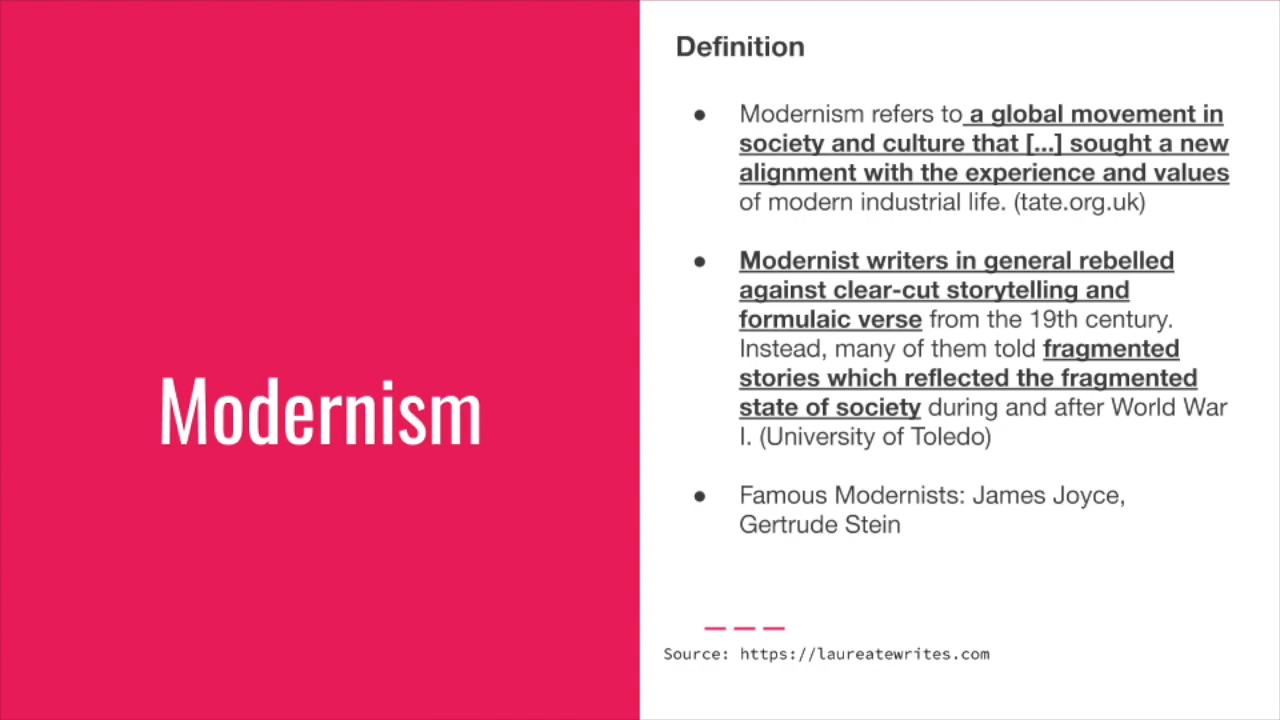 Modernism
Definition
● Modernism refers to a global movement in
society and culture that [...] sought a new
alignment with the experience and values
of modern industrial life. (tate.org.uk)
● Modernist writers in general rebelled
against clear-cut storytelling and
formulaic verse from the 19th century.
Instead, many of them told fragmented
stories which reflected the fragmented
state of society during and after World War
I. (University of Toledo)
● Famous Modernists: James Joyce,
Gertrude Stein
Source: https://laureatewrites.com